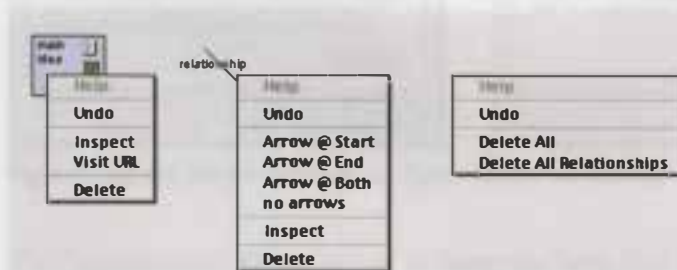 main
idea
Help
Undo
Inspect
Visit URL
Delete
relationship
Help
Undo
Arrow @ Start
Arrow @ End
Arrow @ Both
no arrows
Inspect
Delete
Help
Undo
Delete All
Delete All Relationships